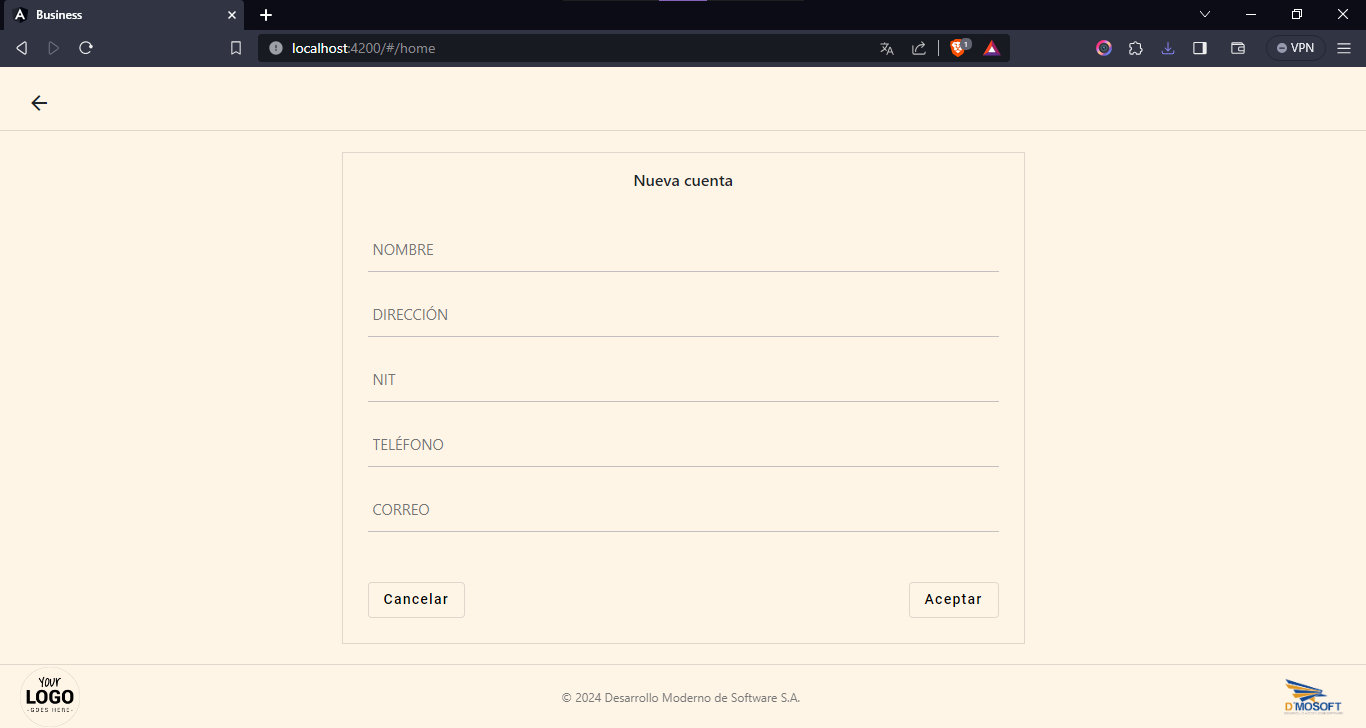 Business
localhost:4200/#/home
1
VPN
Nueva cuenta
NOMBRE
DIRECCIÓN
NIT
TELÉFONO
CORREO
Cancelar
Aceptar
YOUR
LOGO
-GOES HERE-
© 2024 Desarrollo Moderno de Software S.A.
D'MOSOFT